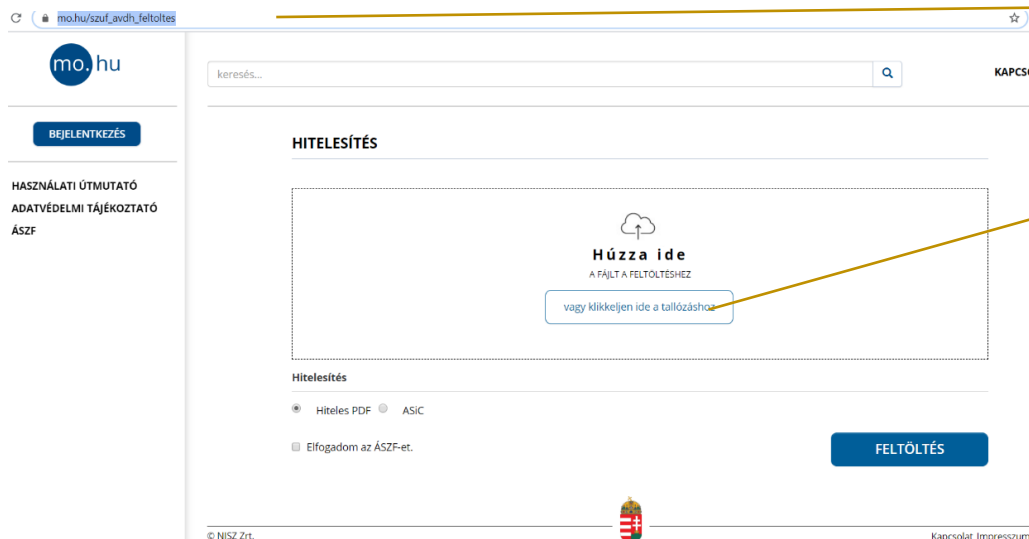 mo.hu/szuf_avdh_feltoltes
mo.hu
keresés...
KAPCSO
BEJELENTKEZÉS
HITELESÍTÉS
HASZNÁLATI ÚTMUTATÓ
ADATVÉDELMI TÁJÉKOZTATÓ
ÁSZF
Húzza ide
A FÁJLT A FELTÖLTÉSHEZ
vagy klikkeljen ide a tallózáshoz
Hitelesítés
Hiteles PDF ASiC
Elfogadom az ÁSZF-et.
FELTÖLTÉS
© NISZ Zrt.
Kapcsolat Impresszum